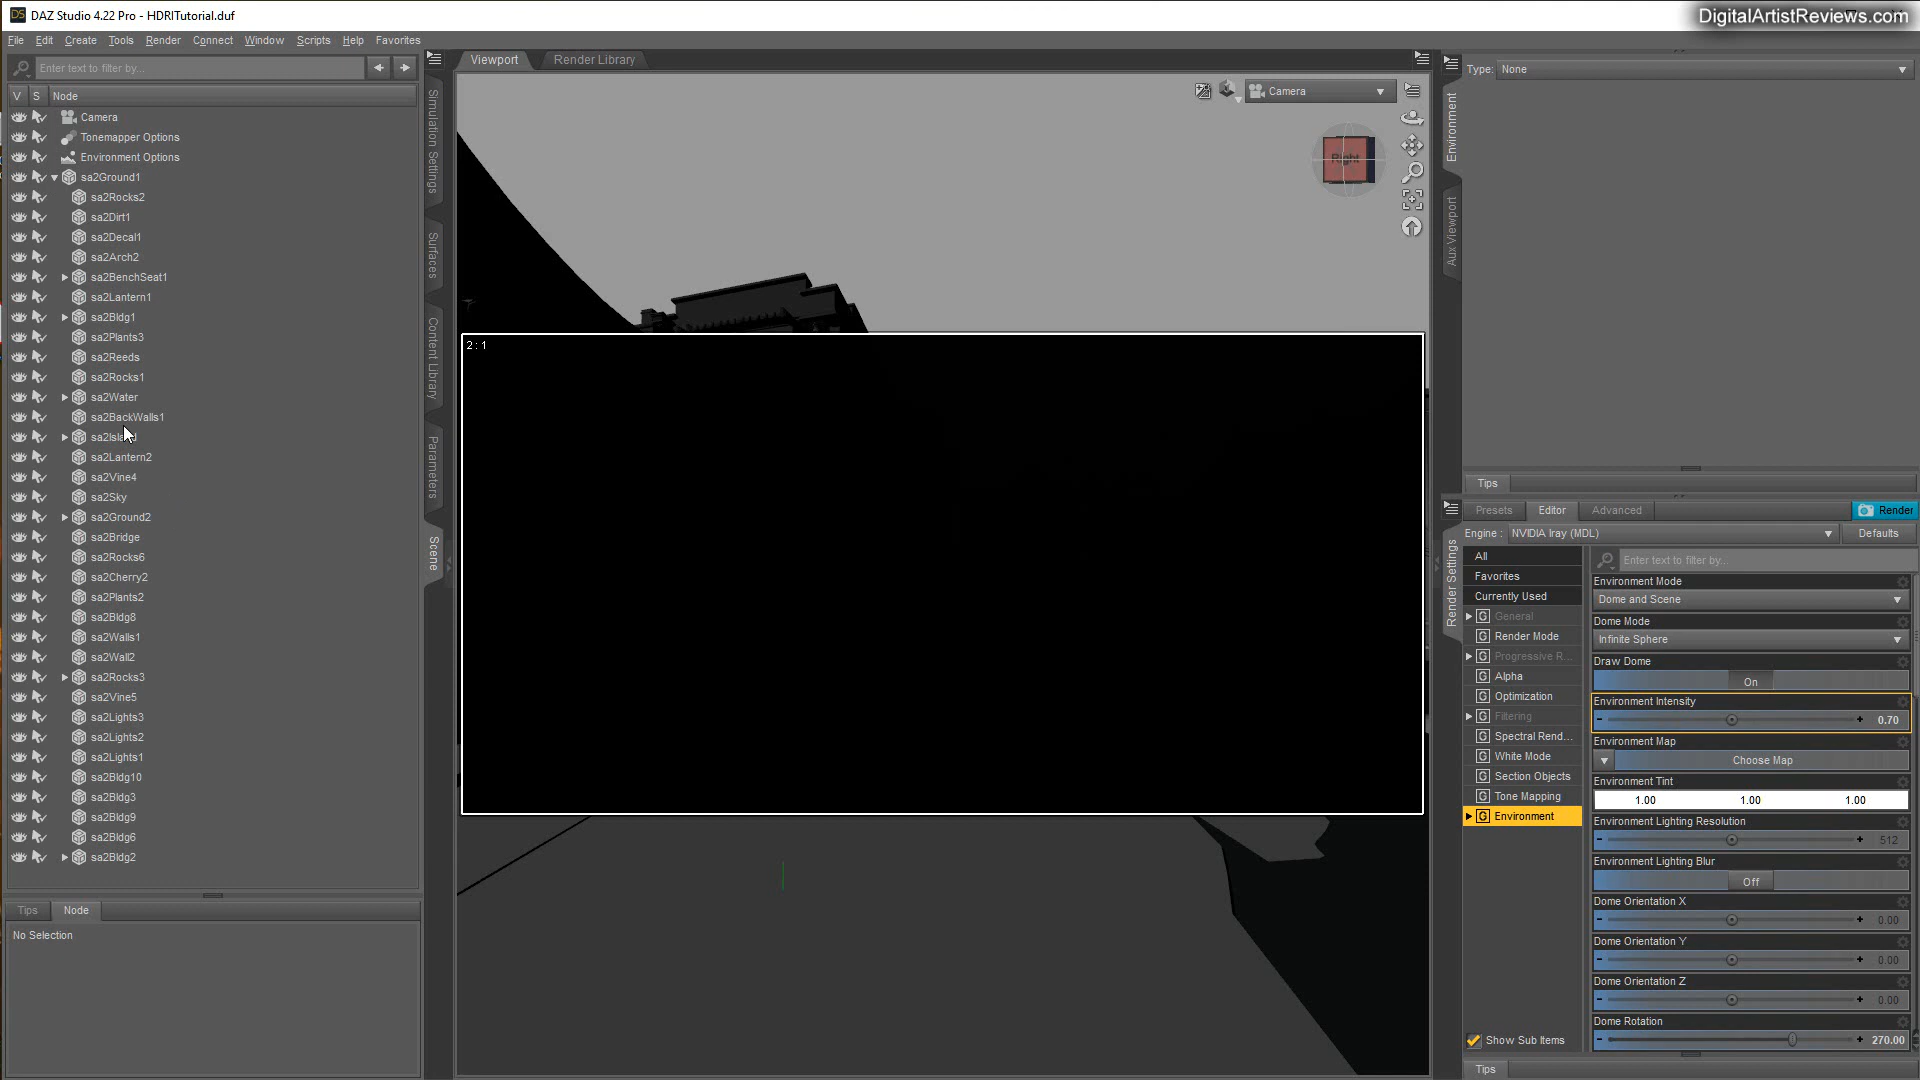 DAZ Studio 4.22 Pro - HDRITutorial.duf
DigitalArtistReviews.com
File Edit Create Tools Render Connect Window Scripts Help Favorites
Enter text to filter by...
V S Node
Camera
Tonemapper Options
Environment Options
sa2Ground1
sa2Rocks2
sa2Dirt1
sa2Decal1
sa2Arch2
sa2BenchSeat1
sa2Lantern1
sa2Bldg1
sa2Plants3
sa2Reeds
sa2Rocks1
sa2Water
sa2BackWalls1
sa2Lantern2
sa2Vine4
sa2Sky
sa2Ground2
sa2Bridge
sa2Rocks6
sa2Cherry2
sa2Plants2
sa2Bldg8
sa2Walls1
sa2Wall2
sa2Rocks3
sa2Vine5
sa2Lights3
sa2Lights2
sa2Lights1
sa2Bldg10
sa2Bldg3
sa2Bldg9
sa2Bldg6
sa2Bldg2
Tips Node
No Selection
Simulation Settings
Surfaces
Content Library
Parameters
Scene
Viewport Render Library
Camera
Right
2 : 1
Type: None
Environment
Aux Viewport
Tips
Presets Editor Advanced Render
Engine : NVIDIA Iray (MDL) Defaults
Render Settings
All
Favorites
Currently Used
General
Render Mode
Progressive R...
Alpha
Optimization
Filtering
Spectral Rend...
White Mode
Section Objects
Tone Mapping
Environment
Show Sub Items
Enter text to filter by...
Environment Mode
Dome and Scene
Dome Mode
Infinite Sphere
Draw Dome
On
Environment Intensity
0.70
Environment Map
Choose Map
Environment Tint
1.00 1.00 1.00
Environment Lighting Resolution
512
Environment Lighting Blur
Off
Dome Orientation X
0.00
Dome Orientation Y
0.00
Dome Orientation Z
0.00
Dome Rotation
270.00
Tips